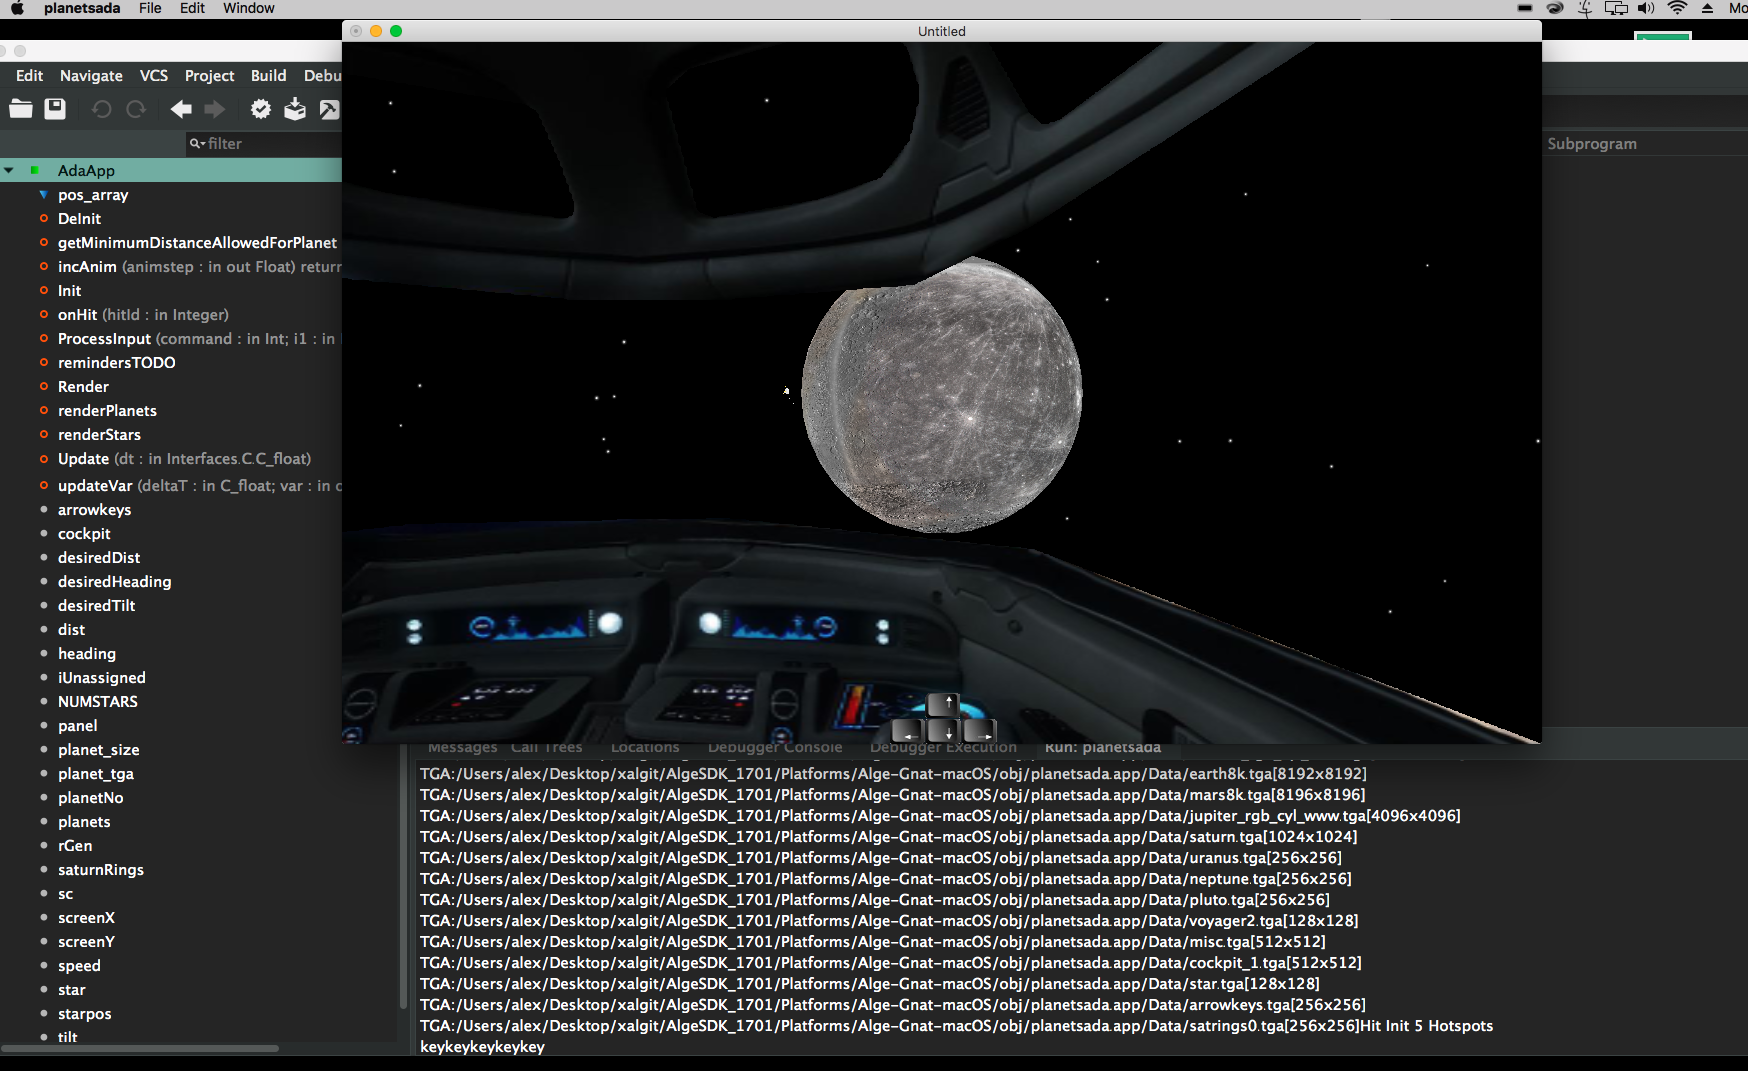 planetsada File Edit Window Mo
Untitled
Edit Navigate VCS Project Build Debu
filter
Subprogram
AdaApp
pos_array
DeInit
getMinimumDistanceAllowedForPlanet
incAnim (animstep : in out Float) return
Init
onHit (hitId : in Integer)
ProcessInput (command : in Int; i1 : in I
remindersTODO
Render
renderPlanets
renderStars
Update (dt : in Interfaces.C.C_float)
updateVar (deltaT : in C_float; var : in o
arrowkeys
cockpit
desiredDist
desiredHeading
desiredTilt
dist
heading
iUnassigned
NUMSTARS
panel
planet_size
planet_tga
planetNo
planets
rGen
saturnRings
sc
screenX
screenY
speed
star
starpos
tilt
Messages Call Trees Locations Debugger Console Debugger Execution Run: planetsada
TGA:/Users/alex/Desktop/xalgit/AlgeSDK_1701/Platforms/Alge-Gnat-macOS/obj/planetsada.app/Data/earth8k.tga[8192x8192]
TGA:/Users/alex/Desktop/xalgit/AlgeSDK_1701/Platforms/Alge-Gnat-macOS/obj/planetsada.app/Data/mars8k.tga[8196x8196]
TGA:/Users/alex/Desktop/xalgit/AlgeSDK_1701/Platforms/Alge-Gnat-macOS/obj/planetsada.app/Data/jupiter_rgb_cyl_www.tga[4096x4096]
TGA:/Users/alex/Desktop/xalgit/AlgeSDK_1701/Platforms/Alge-Gnat-macOS/obj/planetsada.app/Data/saturn.tga[1024x1024]
TGA:/Users/alex/Desktop/xalgit/AlgeSDK_1701/Platforms/Alge-Gnat-macOS/obj/planetsada.app/Data/uranus.tga[256x256]
TGA:/Users/alex/Desktop/xalgit/AlgeSDK_1701/Platforms/Alge-Gnat-macOS/obj/planetsada.app/Data/neptune.tga[256x256]
TGA:/Users/alex/Desktop/xalgit/AlgeSDK_1701/Platforms/Alge-Gnat-macOS/obj/planetsada.app/Data/pluto.tga[256x256]
TGA:/Users/alex/Desktop/xalgit/AlgeSDK_1701/Platforms/Alge-Gnat-macOS/obj/planetsada.app/Data/voyager2.tga[128x128]
TGA:/Users/alex/Desktop/xalgit/AlgeSDK_1701/Platforms/Alge-Gnat-macOS/obj/planetsada.app/Data/misc.tga[512x512]
TGA:/Users/alex/Desktop/xalgit/AlgeSDK_1701/Platforms/Alge-Gnat-macOS/obj/planetsada.app/Data/cockpit_1.tga[512x512]
TGA:/Users/alex/Desktop/xalgit/AlgeSDK_1701/Platforms/Alge-Gnat-macOS/obj/planetsada.app/Data/star.tga[128x128]
TGA:/Users/alex/Desktop/xalgit/AlgeSDK_1701/Platforms/Alge-Gnat-macOS/obj/planetsada.app/Data/arrowkeys.tga[256x256]
TGA:/Users/alex/Desktop/xalgit/AlgeSDK_1701/Platforms/Alge-Gnat-macOS/obj/planetsada.app/Data/satrings0.tga[256x256]Hit Init 5 Hotspots
keykeykeykeykey